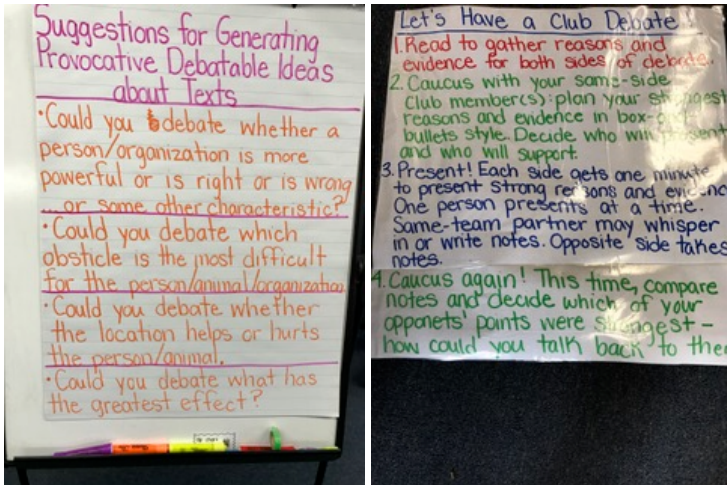 Suggestions for Generating
Provocative Debatable Ideas
about Texts
·Could you debate whether a
person/organization is more
powerful or is right or is wrong
... or some other characteristic?
·Could you debate which
obsticle is the most difficult
for the person/animal/organization
·Could you debate whether
the location helps or hurts
the person/animal.
·Could you debate what has
the greatest effect?
Let's Have a Club Debate!
1. Read to gather reasons and
evidence for both sides of debate.
2. Caucus with your same-side
club member(s): plan your strongest
reasons and evidence in box-and-
bullets style. Decide who will present
and who will support.
3. Present! Each side gets one minute
to present strong reasons and evidenc
One person presents at a time.
Same-team partner may whisper
in or write notes. Opposite side takes
notes.
4. Caucus again! This time, compare
notes and decide which of your
opponets' points were strongest-
how could you talk back to them